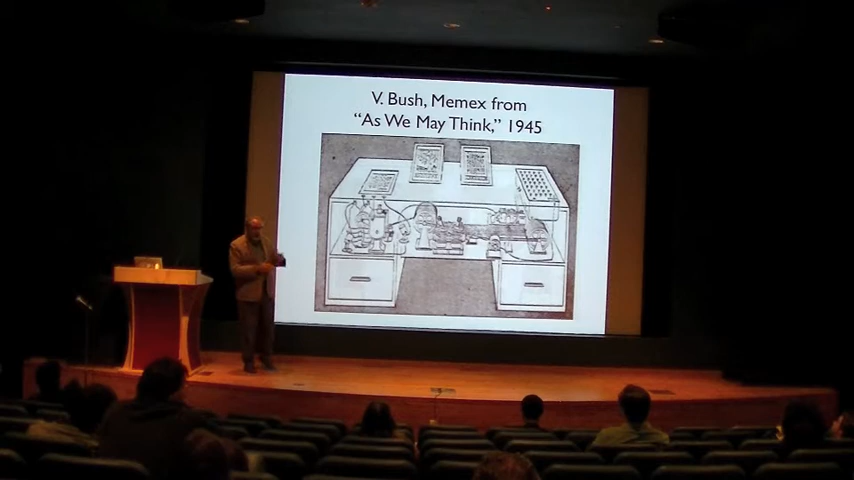 V. Bush, Memex from
“As We May Think,” 1945